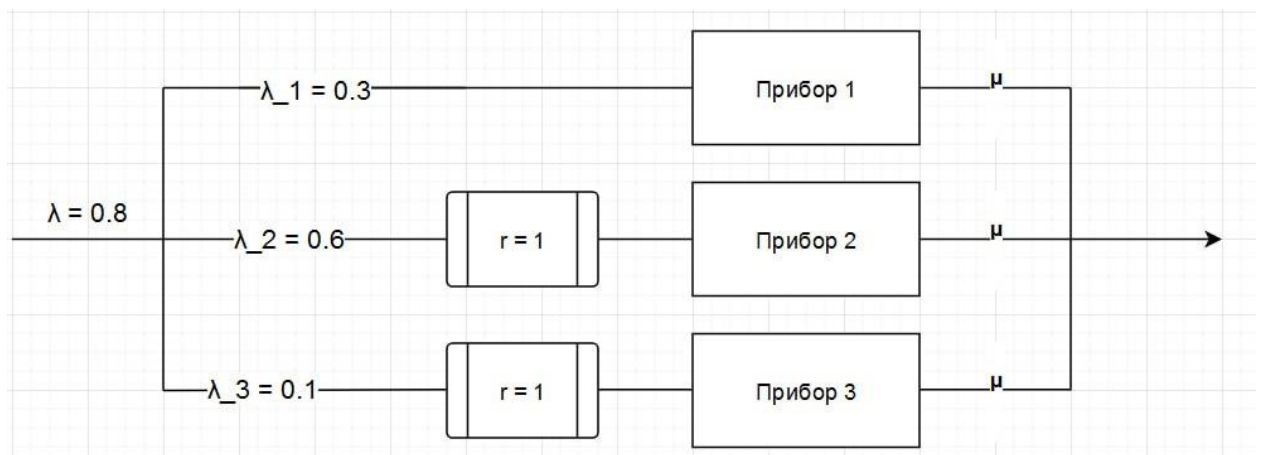 λ_1 = 0.3
Прибор 1
μ
λ = 0.8
λ_2 = 0.6
r = 1
Прибор 2
μ
λ_3 = 0.1
r = 1
Прибор 3
μ